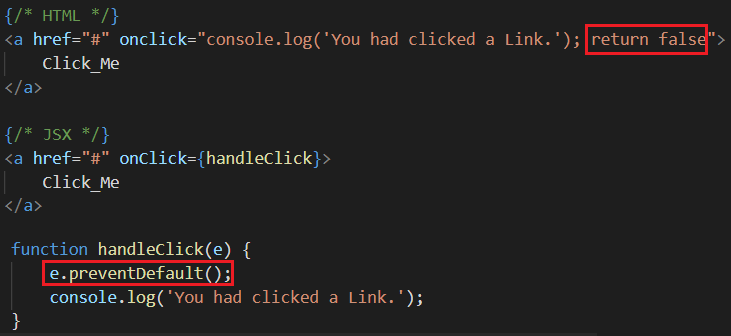 {/* HTML */}
<a href="#" onclick="console.log('You had clicked a Link.'); return false">
Click_Me
</a>
{/* JSX */}
<a href="#" onClick={handleClick}>
Click_Me
</a>
function handleClick(e) {
e.preventDefault();
console.log('You had clicked a Link.');
}